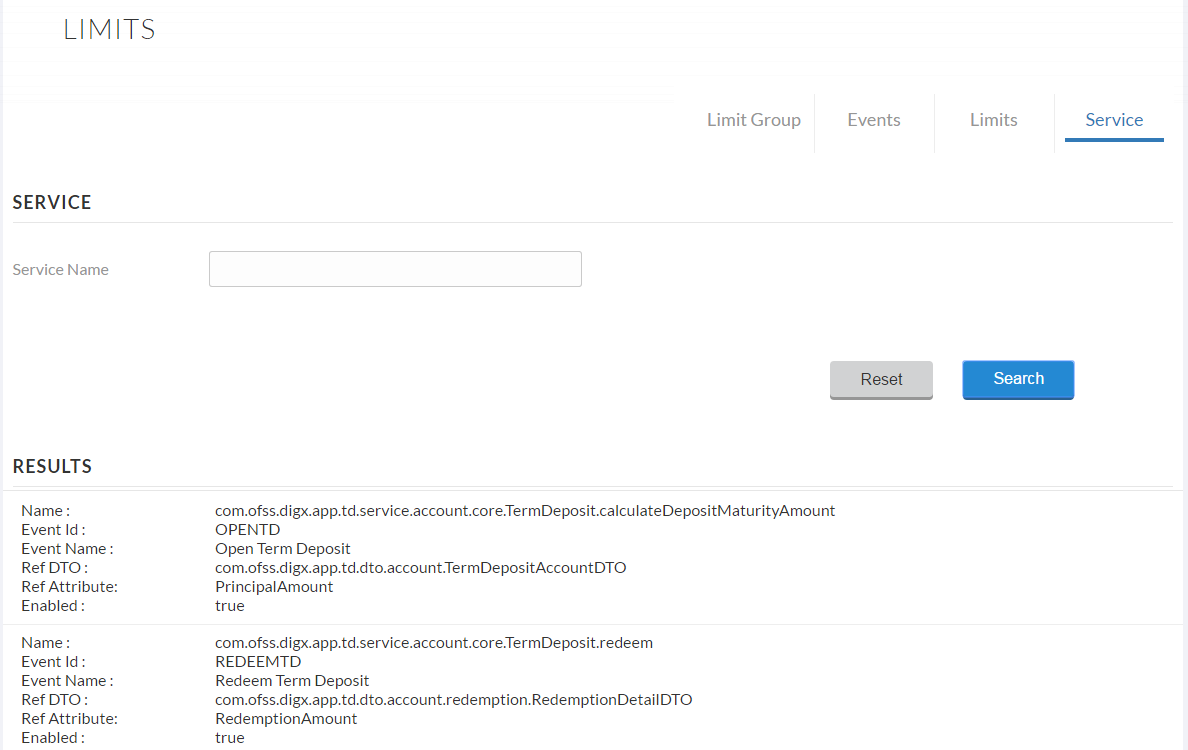 LIMITS
Limit Group Events Limits Service
SERVICE
Service Name
Reset Search
RESULTS
Name : com.ofss.digx.app.td.service.account.core.TermDeposit.calculateDepositMaturityAmount
Event Id : OPENTD
Event Name : Open Term Deposit
Ref DTO : com.ofss.digx.app.td.dto.account.TermDepositAccountDTO
Ref Attribute: PrincipalAmount
Enabled : true
Name : com.ofss.digx.app.td.service.account.core.TermDeposit.redeem
Event Id : REDEEMTD
Event Name : Redeem Term Deposit
Ref DTO : com.ofss.digx.app.td.dto.account.redemption.RedemptionDetailDTO
Ref Attribute: RedemptionAmount
Enabled : true